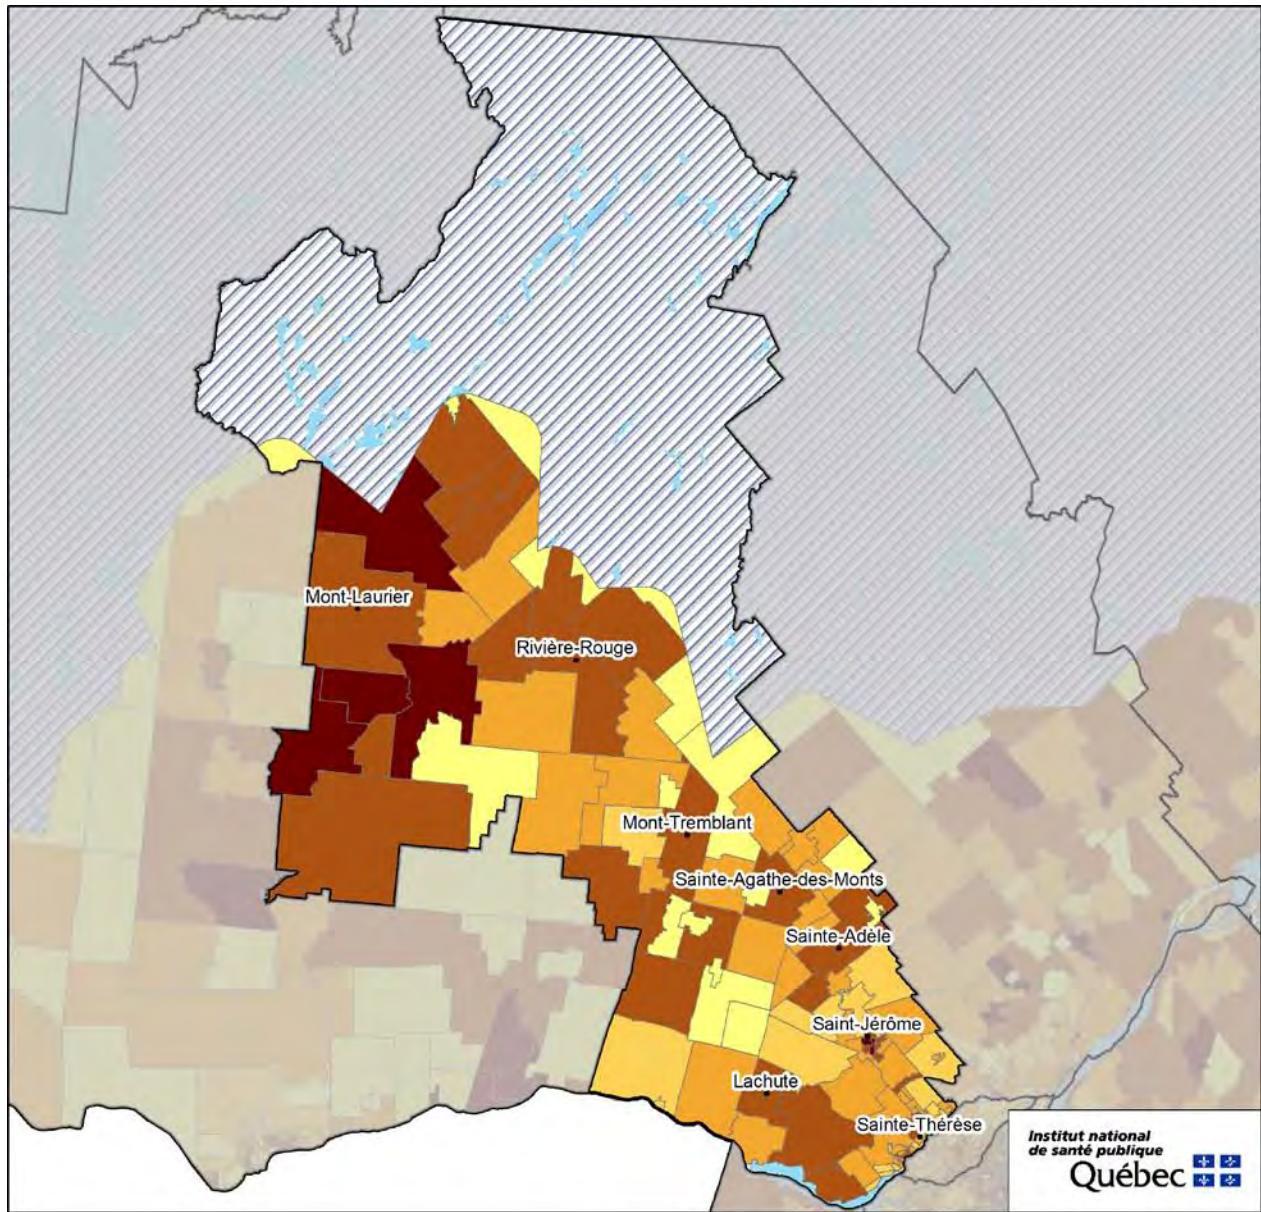 Mont-Laurier
Rivière-Rouge
Mont-Tremblant
Sainte-Agathe-des-Monts
Sainte-Adèle
Saint-Jérôme
Lachute
Sainte-Thérèse
Institut national
de santé publique
Québec